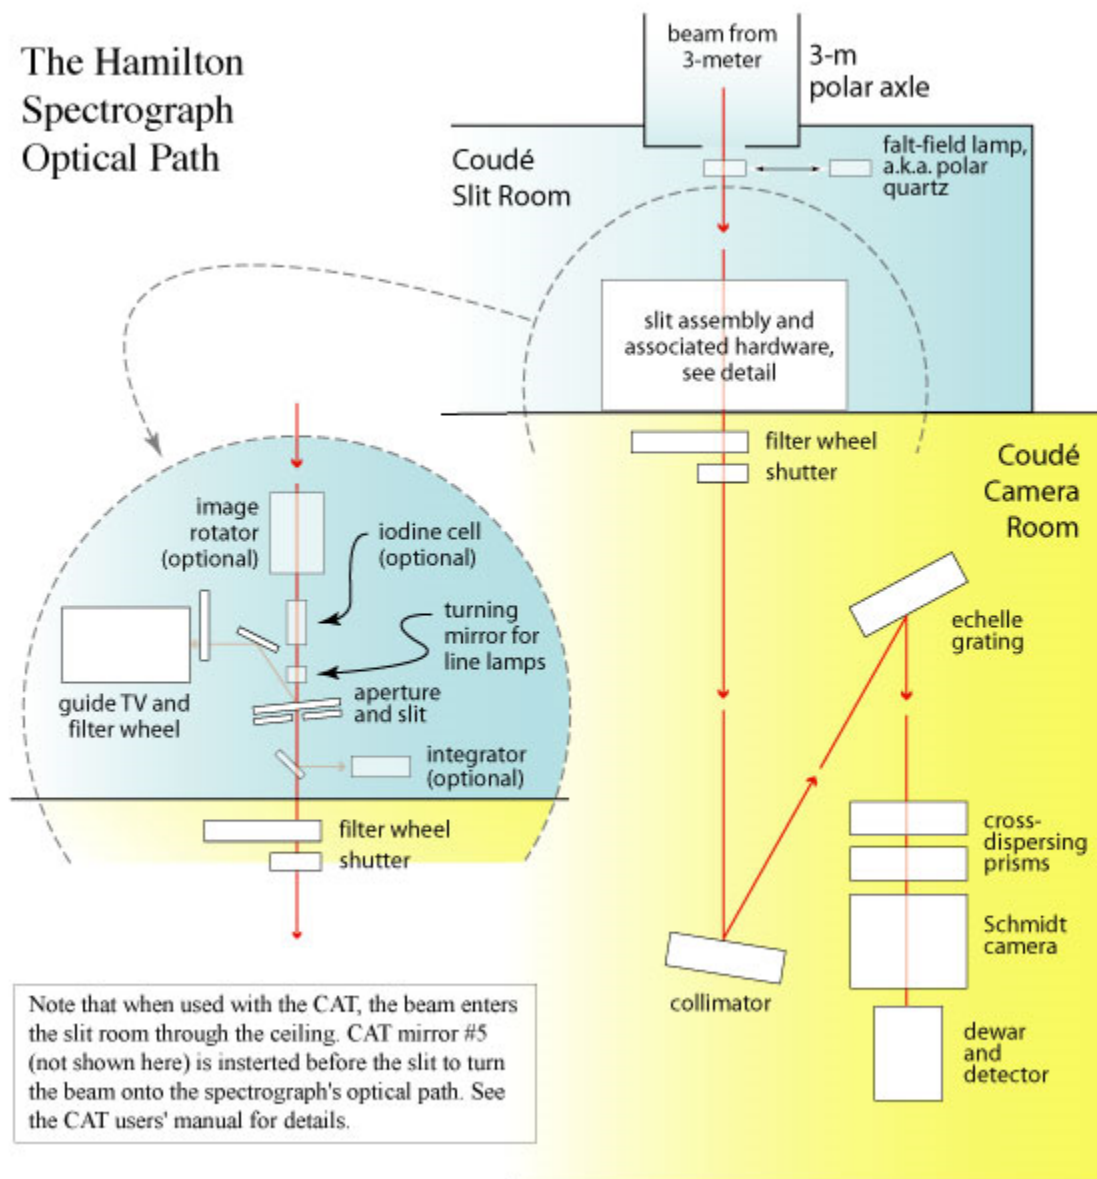 The Hamilton
Spectrograph
Optical Path
beam from
3-meter
3-m
polar axle
Coudé
Slit Room
falt-field lamp,
a.k.a. polar
quartz
slit assembly and
associated hardware,
see detail
filter wheel
shutter
Coudé
Camera
Room
image
rotator
(optional)
iodine cell
(optional)
turning
mirror for
line lamps
guide TV and
filter wheel
aperture
and slit
integrator
(optional)
filter wheel
shutter
echelle
grating
cross-
dispersing
prisms
Schmidt
camera
collimator
dewar
and
detector
Note that when used with the CAT, the beam enters
the slit room through the ceiling. CAT mirror #5
(not shown here) is insterted before the slit to turn
the beam onto the spectrograph's optical path. See
the CAT users' manual for details.